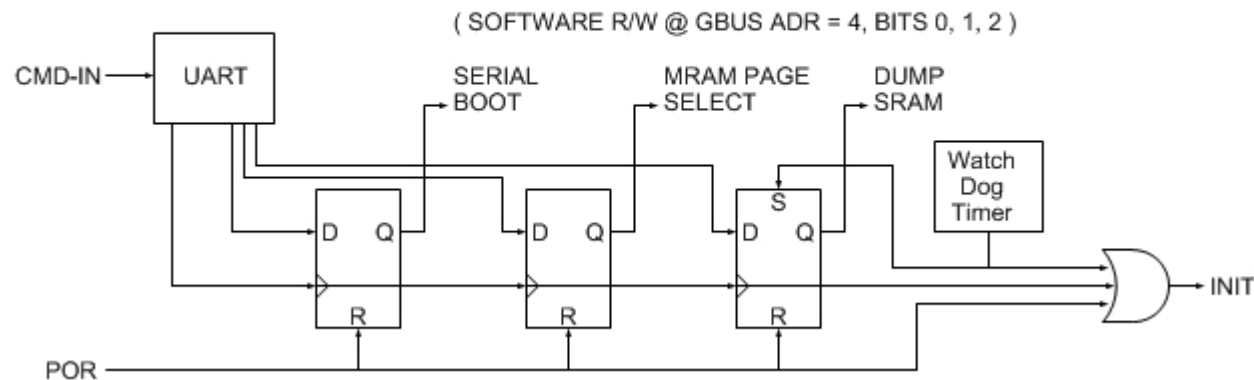 ( SOFTWARE R/W @ GBUS ADR = 4, BITS 0, 1, 2 )
CMD-IN
UART
SERIAL
BOOT
MRAM PAGE
SELECT
DUMP
SRAM
Watch
Dog
Timer
S
D Q
D Q
D Q
R
R
R
INIT
POR